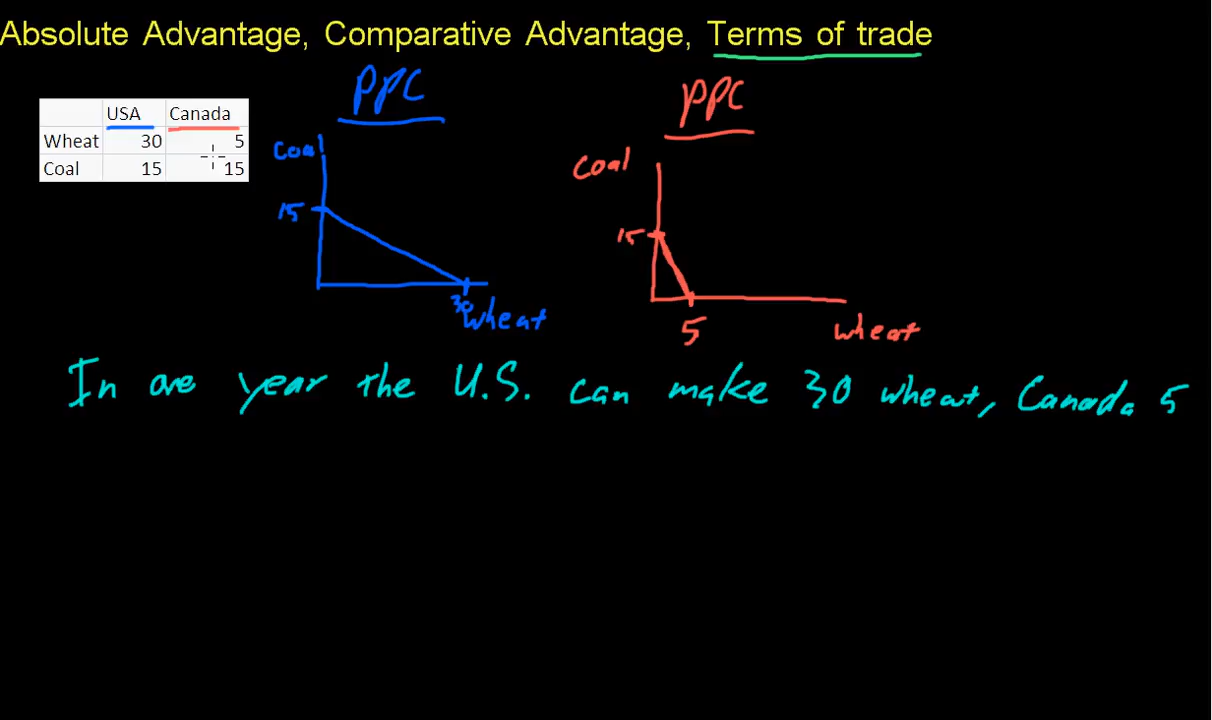 Absolute Advantage, Comparative Advantage, Terms of trade
PPC
PPC
USA Canada
Wheat 30 5
Coal 15 15
Coal
15
30
Wheat
Coal
15
5
Wheat
In one year the U.S. can make 30 wheat, Canada 5